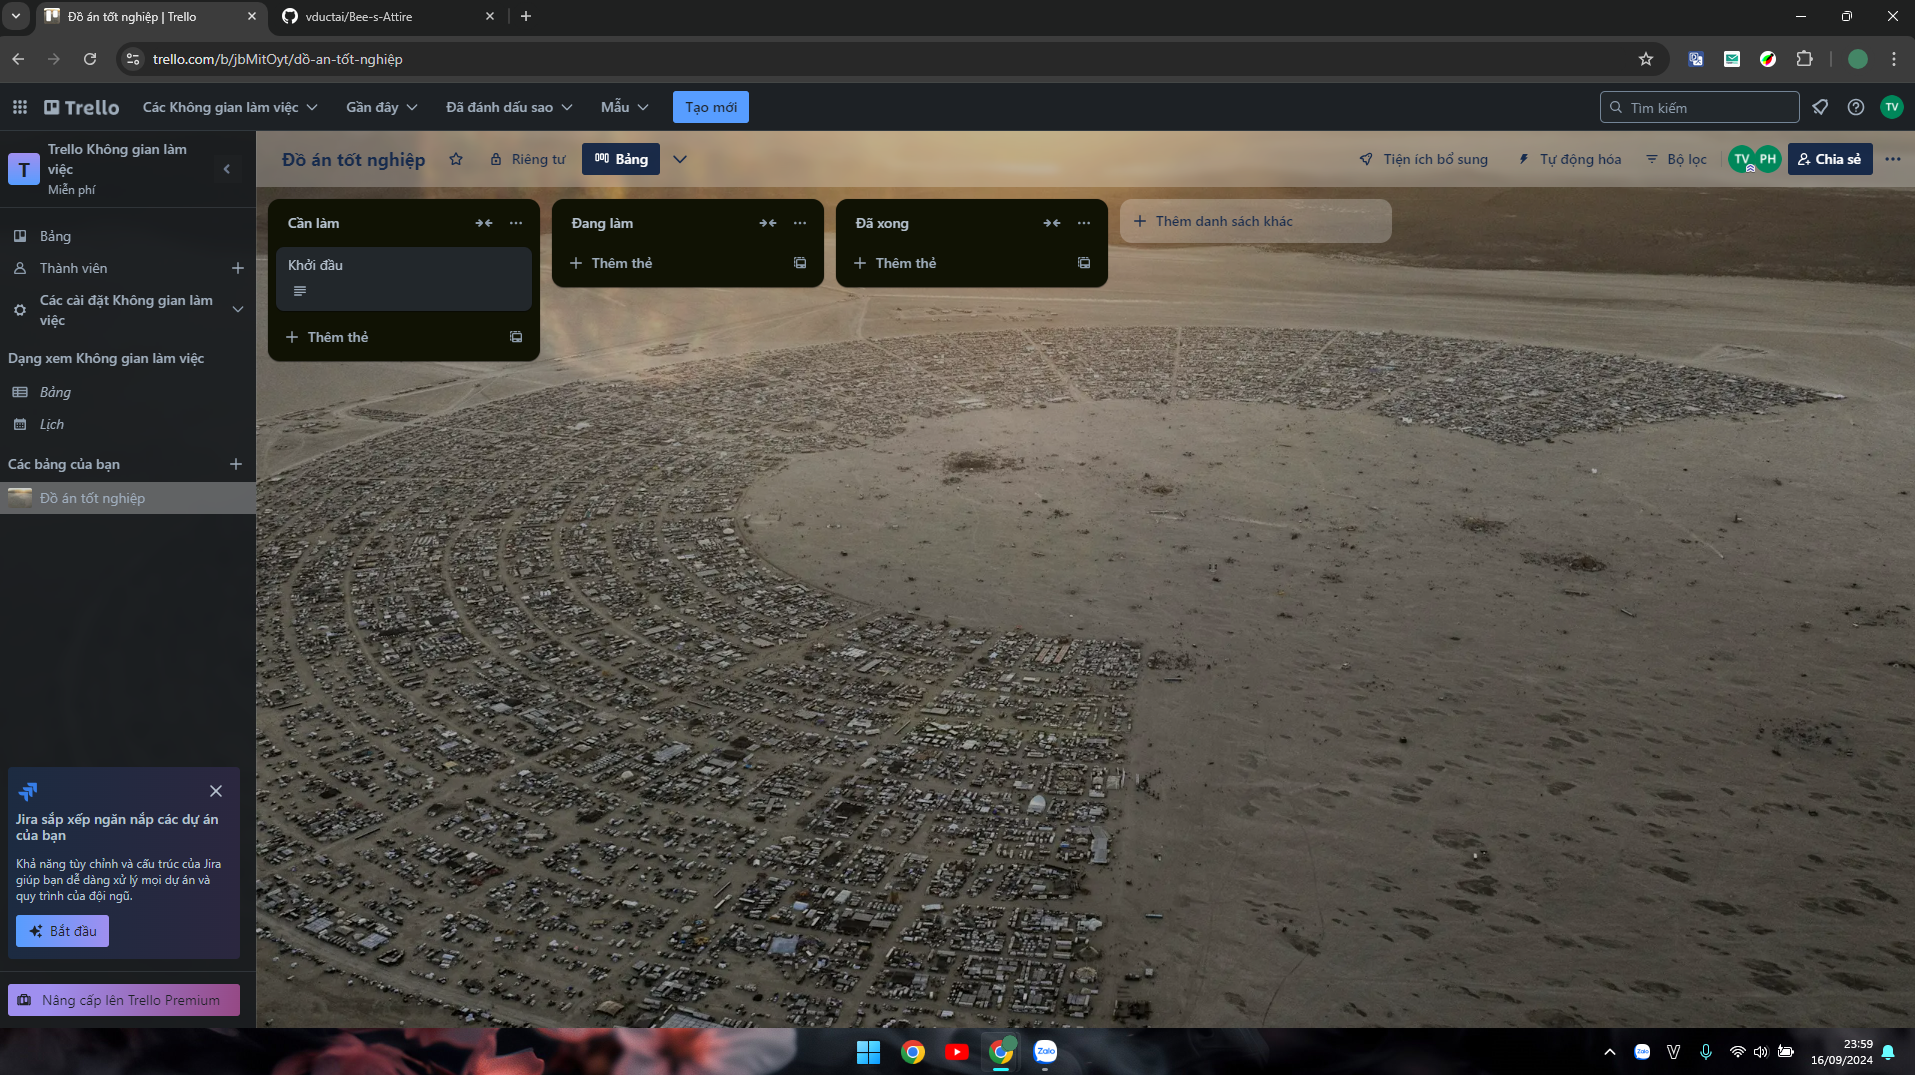 Đồ án tốt nghiệp | Trello
vductai/Bee-s-Attire
trello.com/b/jbMitOyt/dồ-an-tốt-nghiệp
Trello
Các Không gian làm việc
Gần đây
Đã đánh dấu sao
Mẫu
Tạo mới
Tìm kiếm
TV
T
Trello Không gian làm
việc
Miễn phí
Đồ án tốt nghiệp
Riêng tư
Bảng
Tiện ích bổ sung
Tự động hóa
Bộ lọc
TV
PH
Chia sẻ
Bảng
Thành viên
Các cài đặt Không gian làm
việc
Dạng xem Không gian làm việc
Bảng
Lịch
Các bảng của bạn
Đồ án tốt nghiệp
Cần làm
Khởi đầu
Thêm thẻ
Đang làm
Thêm thẻ
Đã xong
Thêm thẻ
Thêm danh sách khác
Jira sắp xếp ngăn nắp các dự án
của bạn
Khả năng tùy chỉnh và cấu trúc của Jira
giúp bạn dễ dàng xử lý mọi dự án và
quy trình của đội ngũ.
Bắt đầu
Nâng cấp lên Trello Premium
Zalo
Zalo
V
23:59
16/09/2024